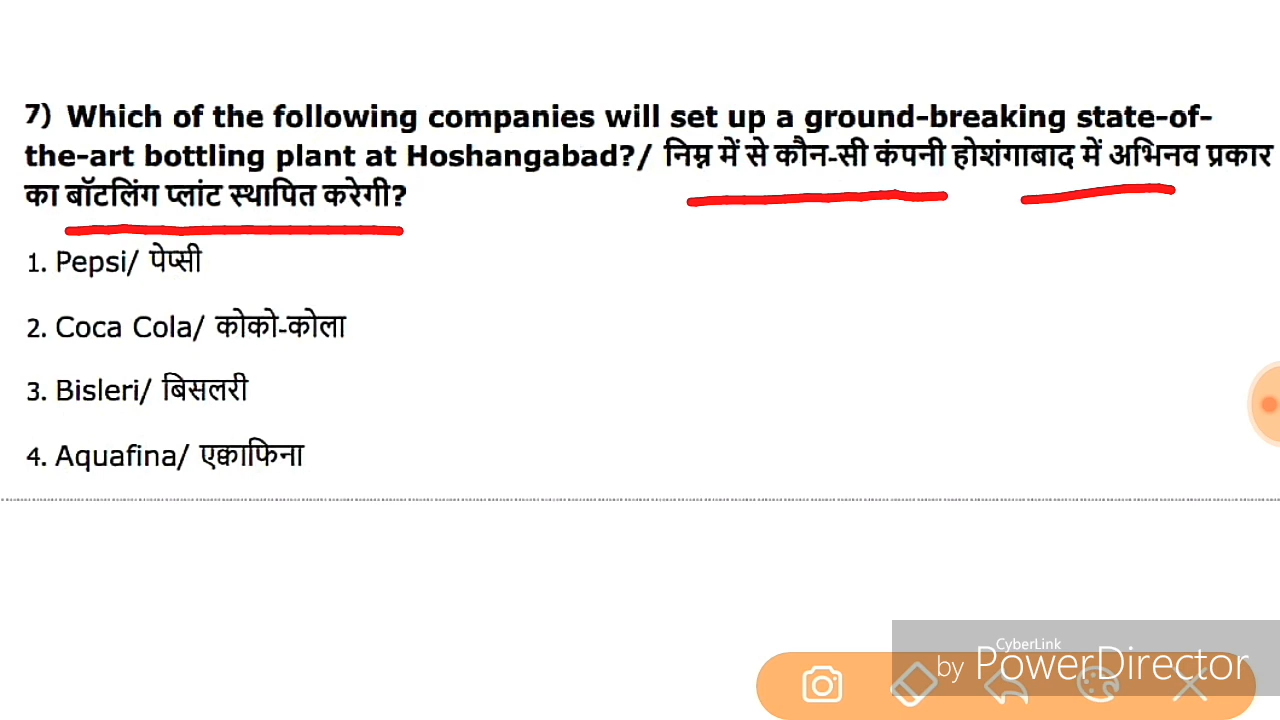 7) Which of the following companies will set up a ground-breaking state-of-
the-art bottling plant at Hoshangabad?/ निम्न में से कौन-सी कंपनी होशंगाबाद में अभिनव प्रकार
का बॉटलिंग प्लांट स्थापित करेगी?
1. Pepsi/ पेप्सी
2. Coca Cola/ कोको-कोला
3. Bisleri/ बिसलरी
4. Aquafina/ एक्वाफिना
CyberLink
by PowerDirector